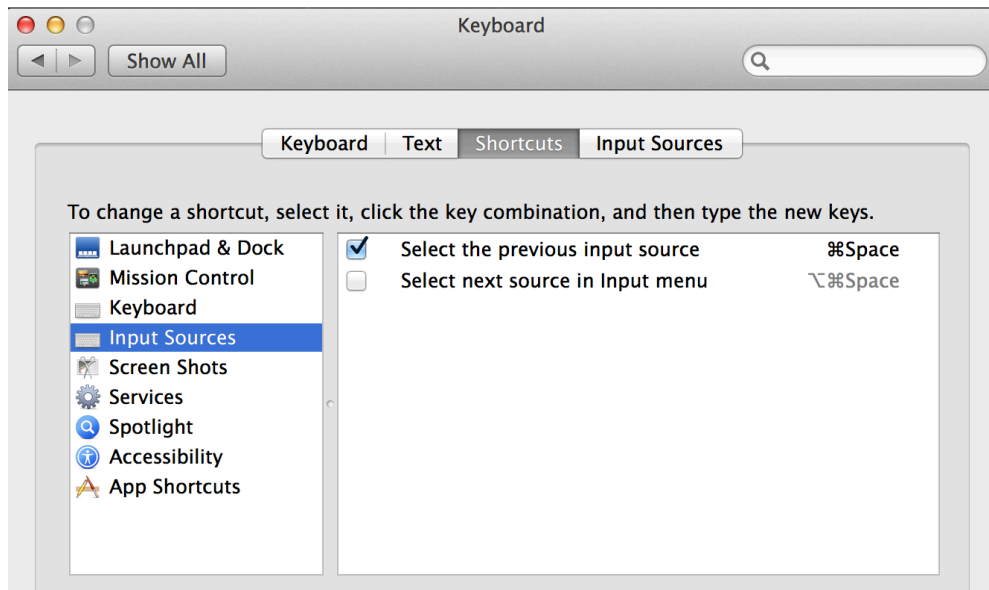 Keyboard
Show All
Keyboard Text Shortcuts Input Sources
To change a shortcut, select it, click the key combination, and then type the new keys.
Launchpad & Dock
Mission Control
Keyboard
Input Sources
Screen Shots
Services
Spotlight
Accessibility
App Shortcuts
Select the previous input source ⌘Space
Select next source in Input menu ⌥⌘Space